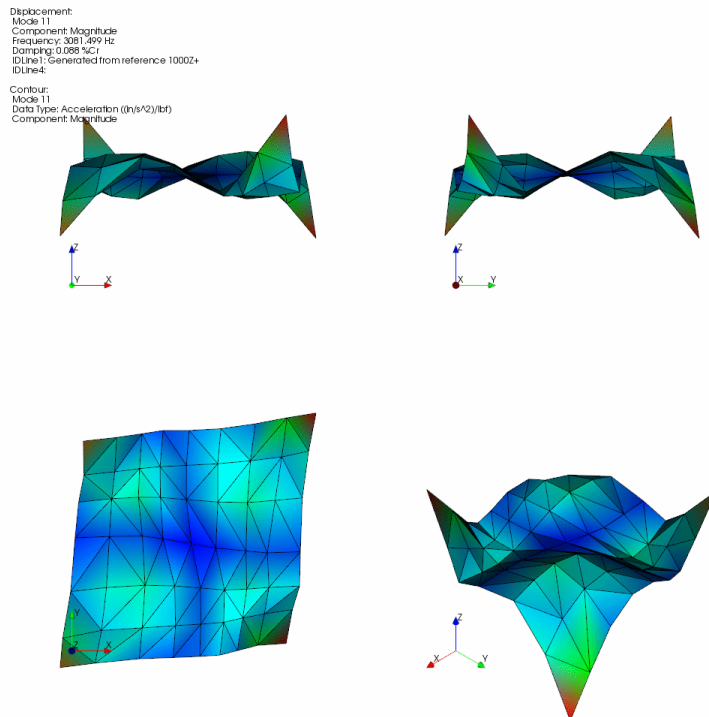 Displacement:
Mode 11
Component: Magnitude
Frequency: 3081.499 Hz
Damping: 0.088 %Cr
IDLine1: Generated from reference 1000Z+
IDLine4:
Contour:
Mode 11
Data Type: Acceleration ((in/s^2)/lbf)
Component: Magnitude
Z
Y X
Z
X Y
Y
Z X
Z
X Y